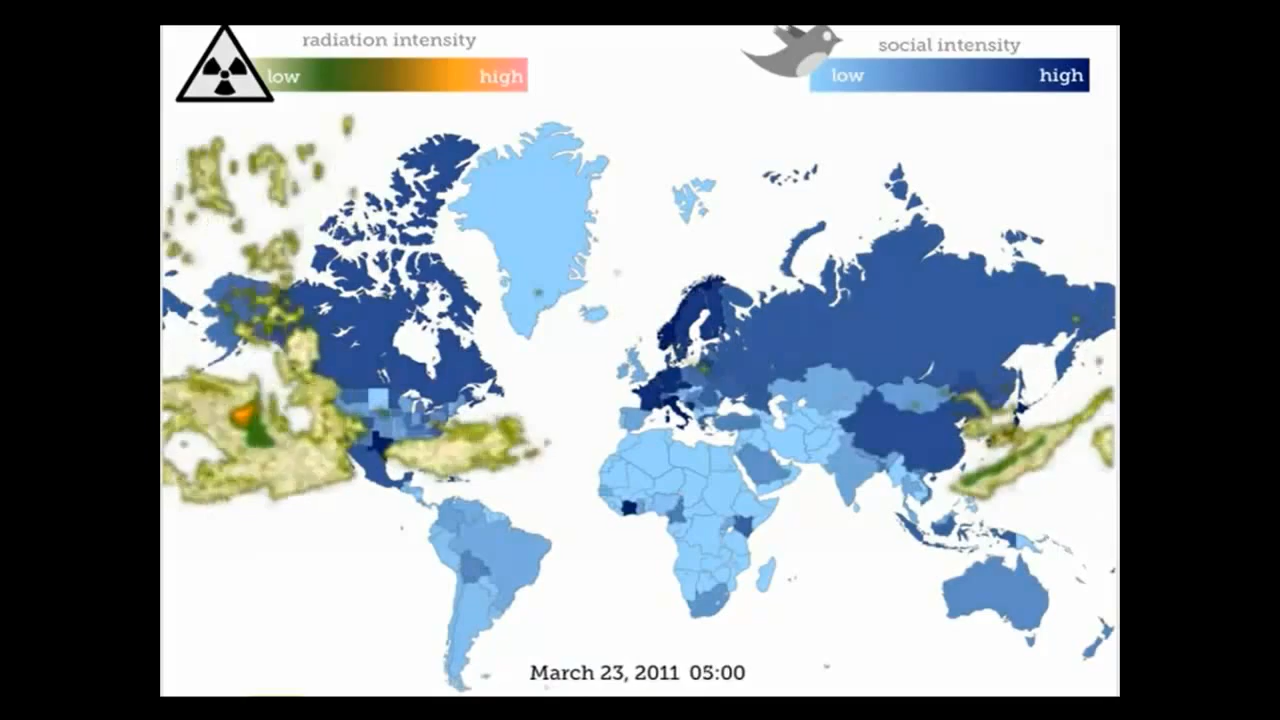 radiation intensity
low high
social intensity
low high
March 23, 2011 05:00